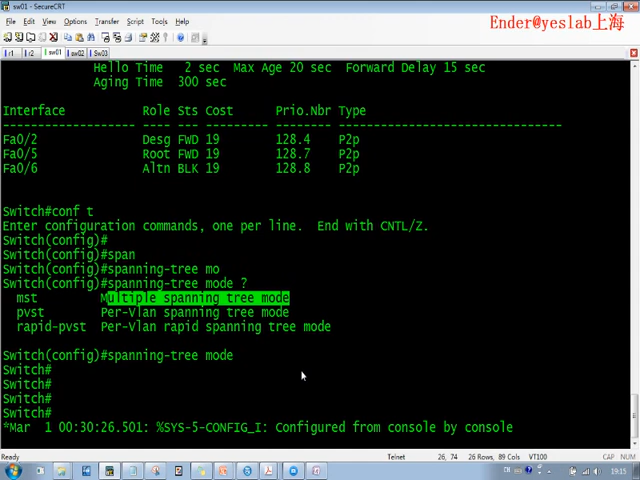 sw01 - SecureCRT
File Edit View Options Transfer Script Tools Help
Ender@yeslab上海
r1 r2 sw01 sw02 Sw03
Hello Time 2 sec Max Age 20 sec Forward Delay 15 sec
Aging Time 300 sec
Interface Role Sts Cost Prio.Nbr Type
------------------- ---- --- --------- -------- --------------------------------
Fa0/2 Desg FWD 19 128.4 P2p
Fa0/5 Root FWD 19 128.7 P2p
Fa0/6 Altn BLK 19 128.8 P2p
Switch#conf t
Enter configuration commands, one per line. End with CNTL/Z.
Switch(config)#
Switch(config)#span
Switch(config)#spanning-tree mo
Switch(config)#spanning-tree mode ?
mst Multiple spanning tree mode
pvst Per-Vlan spanning tree mode
rapid-pvst Per-Vlan rapid spanning tree mode
Switch(config)#spanning-tree mode
Switch#
Switch#
Switch#
Switch#
*Mar 1 00:30:26.501: %SYS-5-CONFIG_I: Configured from console by console
Ready Telnet 26, 74 26 Rows, 89 Cols VT100 CAP NUM
CH 19:15